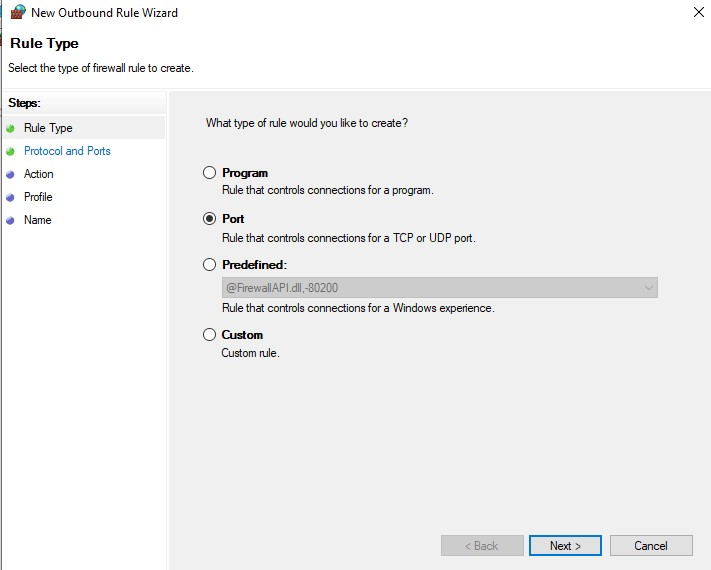 New Outbound Rule Wizard
Rule Type
Select the type of firewall rule to create.
Steps:
Rule Type
Protocol and Ports
Action
Profile
Name
What type of rule would you like to create?
Program
Rule that controls connections for a program.
Port
Rule that controls connections for a TCP or UDP port.
Predefined:
@FirewallAPI.dll,-80200
Rule that controls connections for a Windows experience.
Custom
Custom rule.
< Back
Next >
Cancel